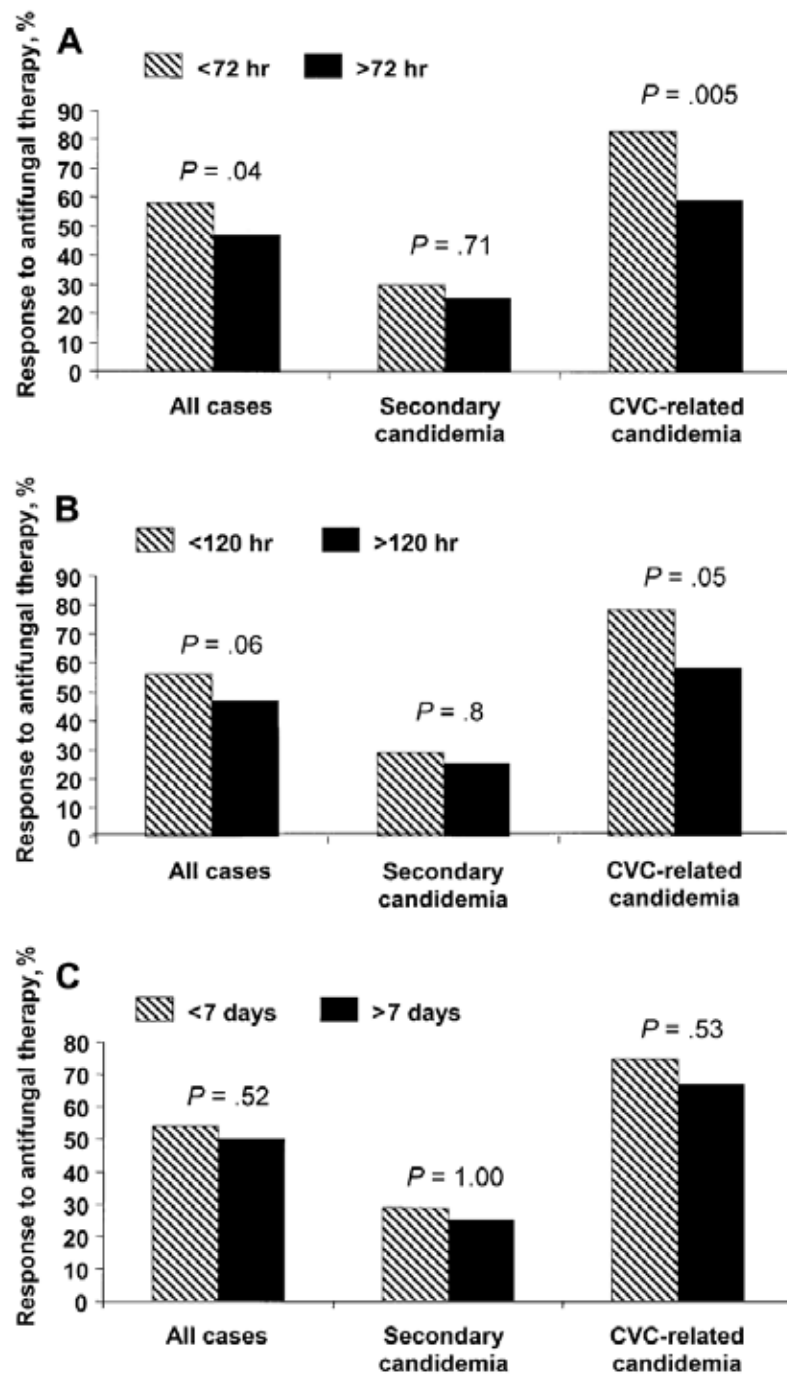 A
<72 hr >72 hr
Response to antifungal therapy, %
90
80
70
60
50
40
30
20
10
0
P = .04
P = .71
P = .005
All cases
Secondary candidemia
CVC-related candidemia
B
<120 hr >120 hr
Response to antifungal therapy, %
90
80
70
60
50
40
30
20
10
0
P = .06
P = .8
P = .05
All cases
Secondary candidemia
CVC-related candidemia
C
<7 days >7 days
Response to antifungal therapy, %
80
70
60
50
40
30
20
10
0
P = .52
P = 1.00
P = .53
All cases
Secondary candidemia
CVC-related candidemia